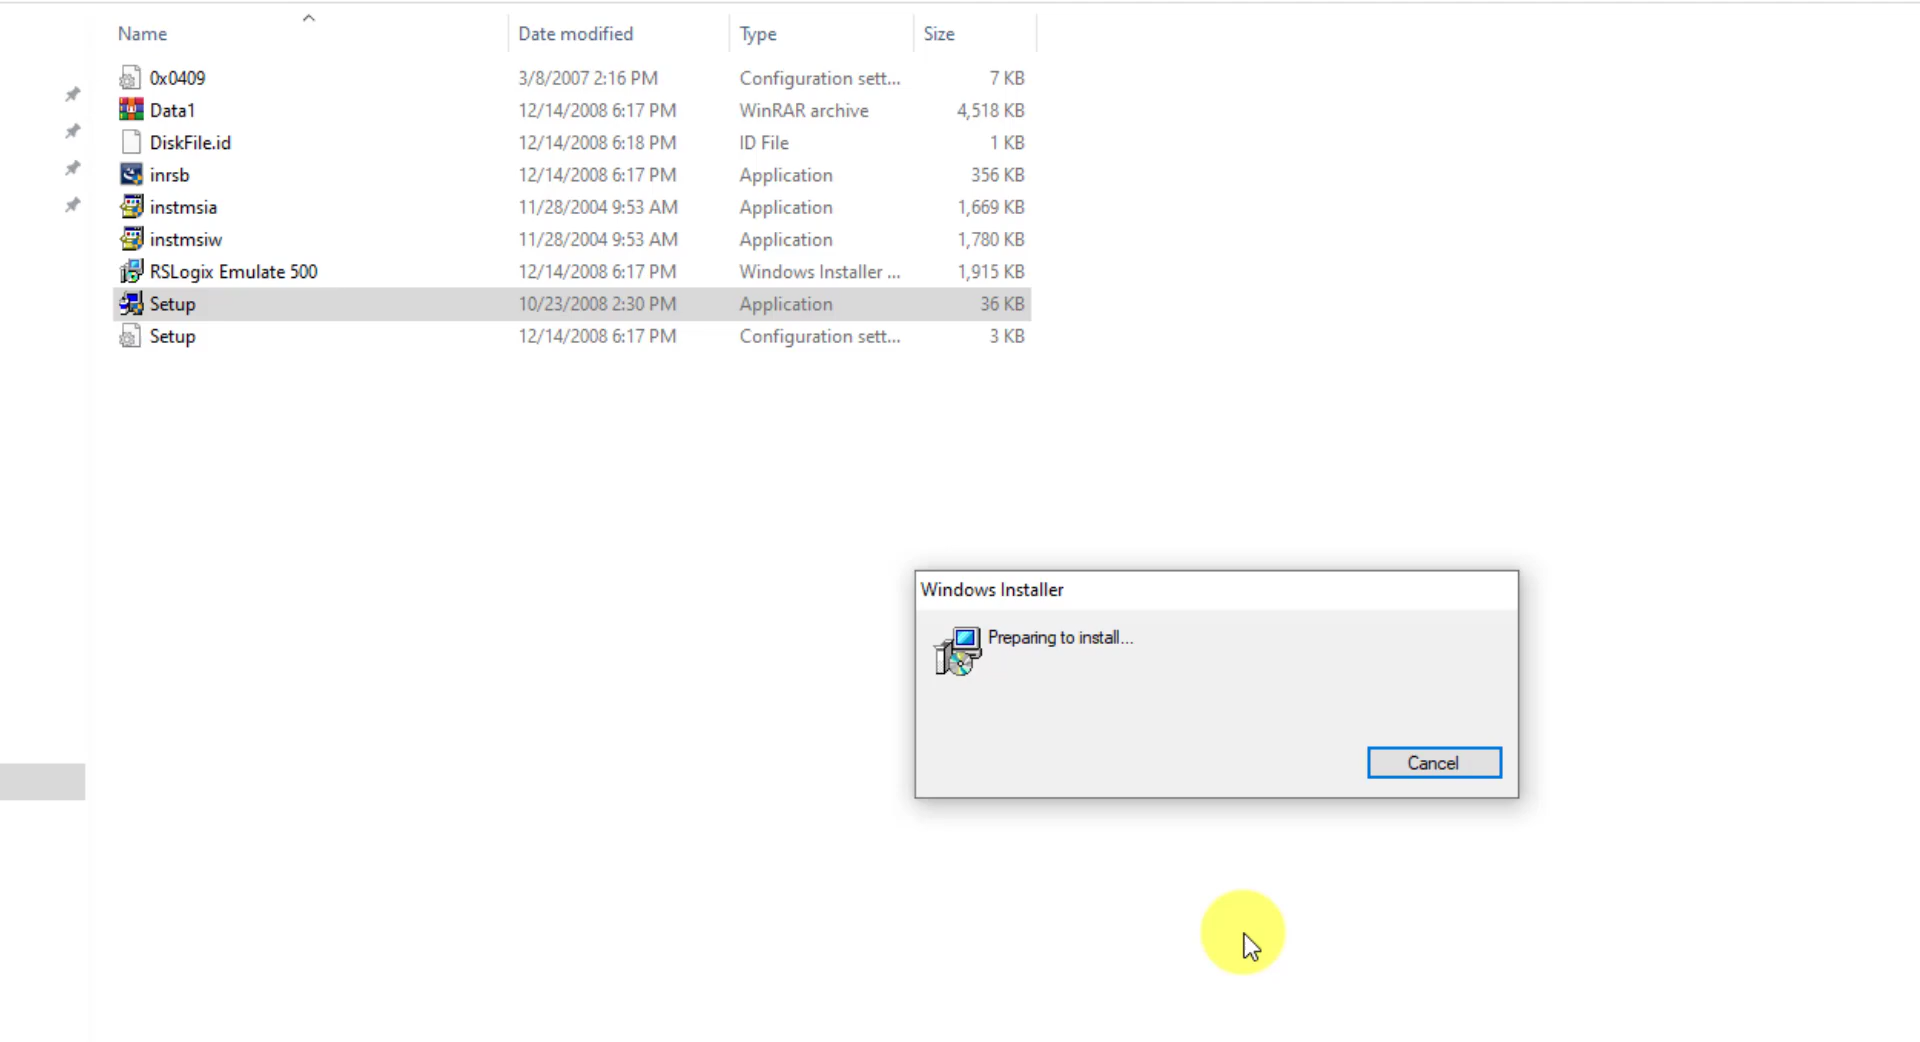 Name Date modified Type Size
0x0409 3/8/2007 2:16 PM Configuration sett... 7 KB
Data1 12/14/2008 6:17 PM WinRAR archive 4,518 KB
DiskFile.id 12/14/2008 6:18 PM ID File 1 KB
inrsb 12/14/2008 6:17 PM Application 356 KB
instmsia 11/28/2004 9:53 AM Application 1,669 KB
instmsiw 11/28/2004 9:53 AM Application 1,780 KB
RSLogix Emulate 500 12/14/2008 6:17 PM Windows Installer ... 1,915 KB
Setup 10/23/2008 2:30 PM Application 36 KB
Setup 12/14/2008 6:17 PM Configuration sett... 3 KB
Windows Installer
Preparing to install...
Cancel